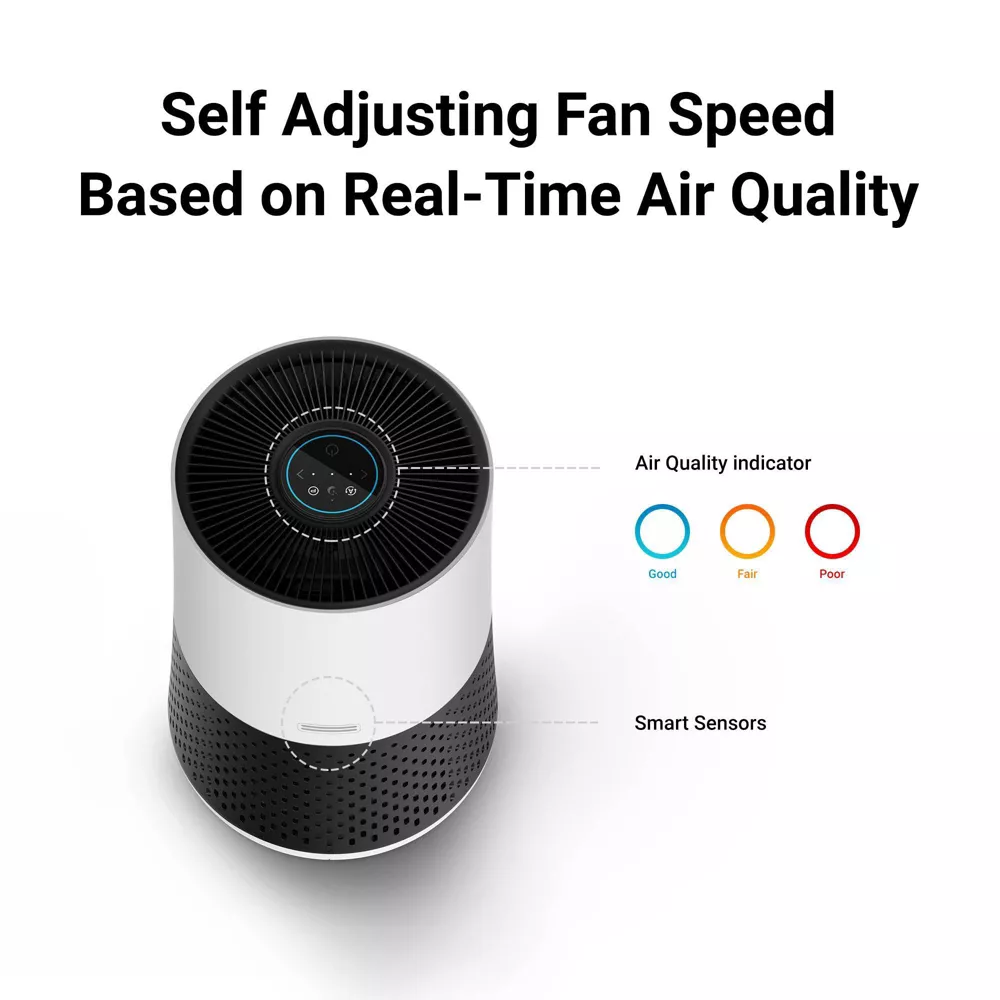 Self Adjusting Fan Speed
Based on Real-Time Air Quality
Air Quality indicator
Good Fair Poor
Smart Sensors